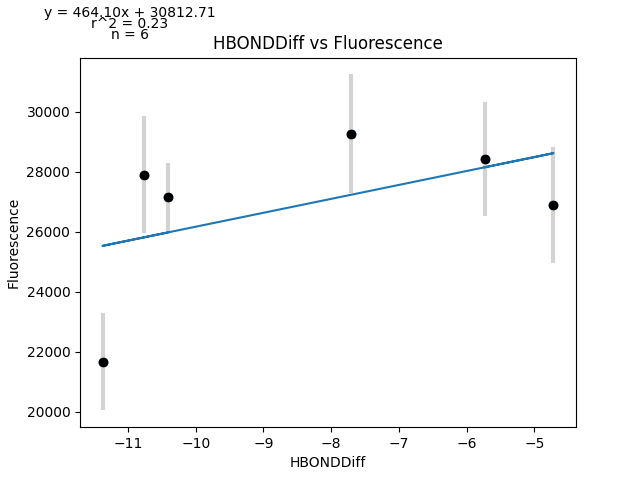 y = 464.10x + 30812.71
r^2 = 0.23
n = 6
HBONDDiff vs Fluorescence
Fluorescence
30000
28000
26000
24000
22000
20000
−11
−10
−9
−8
−7
−6
−5
HBONDDiff